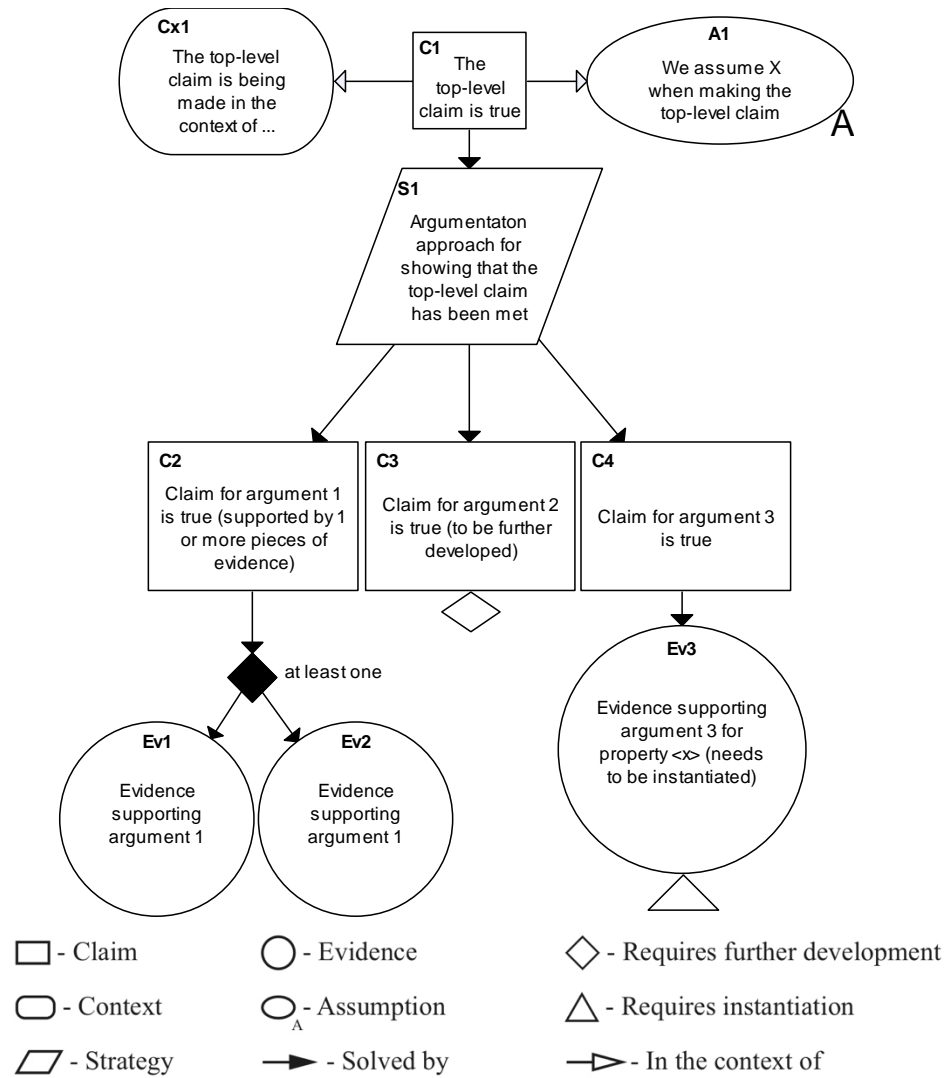 Cx1
The top-level
claim is being
made in the
context of ...
C1
The
top-level
claim is true
A1
We assume X
when making the
top-level claim
A
S1
Argumentaton
approach for
showing that the
top-level claim
has been met
C2
Claim for argument 1
is true (supported by 1
or more pieces of
evidence)
C3
Claim for argument 2
is true (to be further
developed)
C4
Claim for argument 3
is true
at least one
Ev1
Evidence
supporting
argument 1
Ev2
Evidence
supporting
argument 1
Ev3
Evidence supporting
argument 3 for
property <x> (needs
to be instantiated)
- Claim
- Evidence
- Requires further development
- Context
A
- Assumption
- Requires instantiation
- Strategy
- Solved by
- In the context of